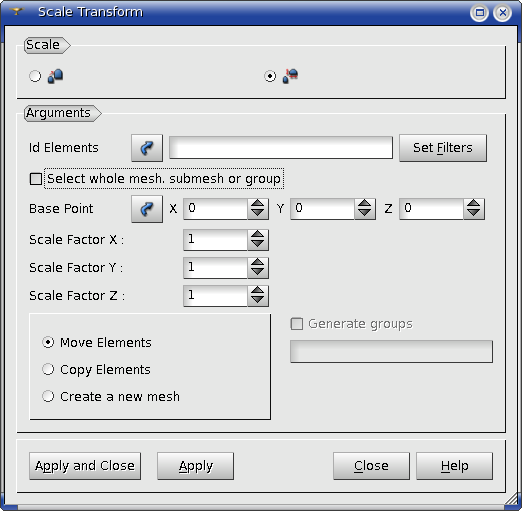 Scale Transform
Scale
Arguments
Id Elements
Set Filters
Select whole mesh. submesh or group
Base Point X 0 Y 0 Z 0
Scale Factor X : 1
Scale Factor Y : 1
Scale Factor Z : 1
Move Elements
Copy Elements
Create a new mesh
Generate groups
Apply and Close Apply Close Help